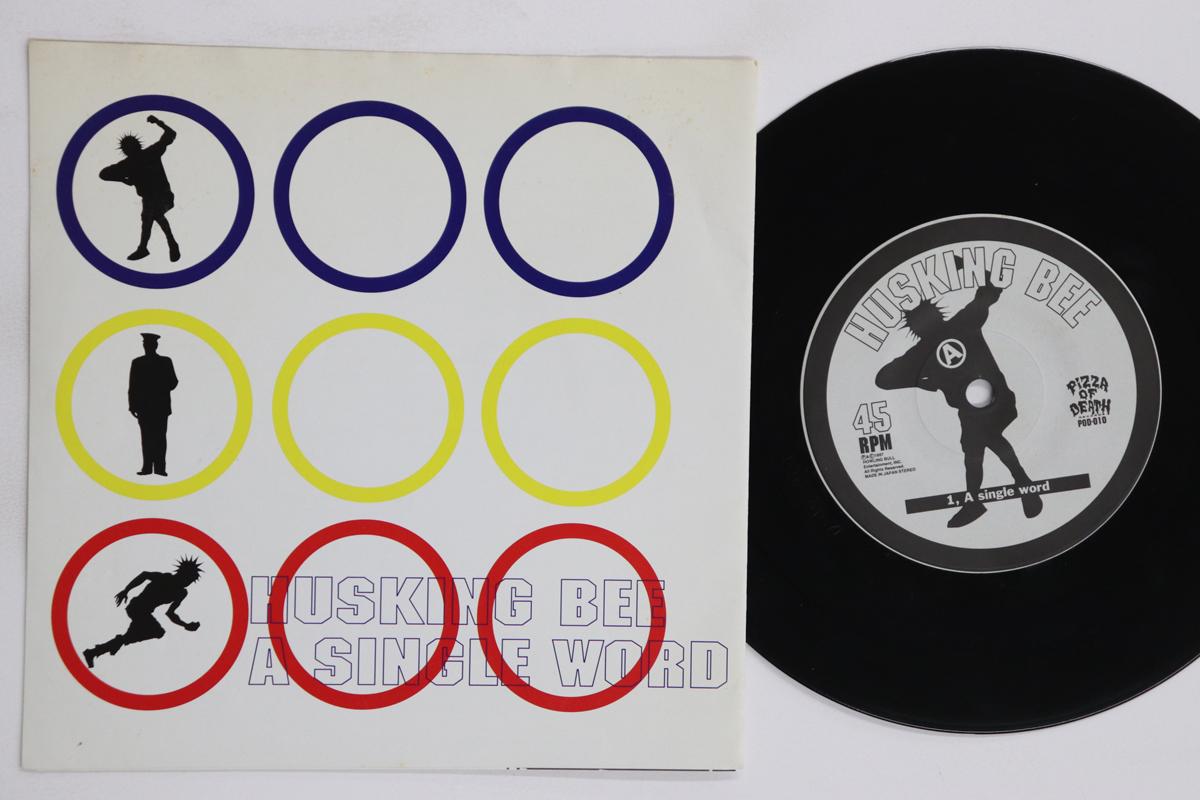 HUSKING BEE
A SINGLE WORD
HUSKING BEE
A
45
RPM
PIZZA
OF
DEATH
POD-010
Ⓟ&Ⓒ1997
HOWLING BULL
Entertainment, INC.
All Rights Reserved.
MADE IN JAPAN STEREO
1, A single word